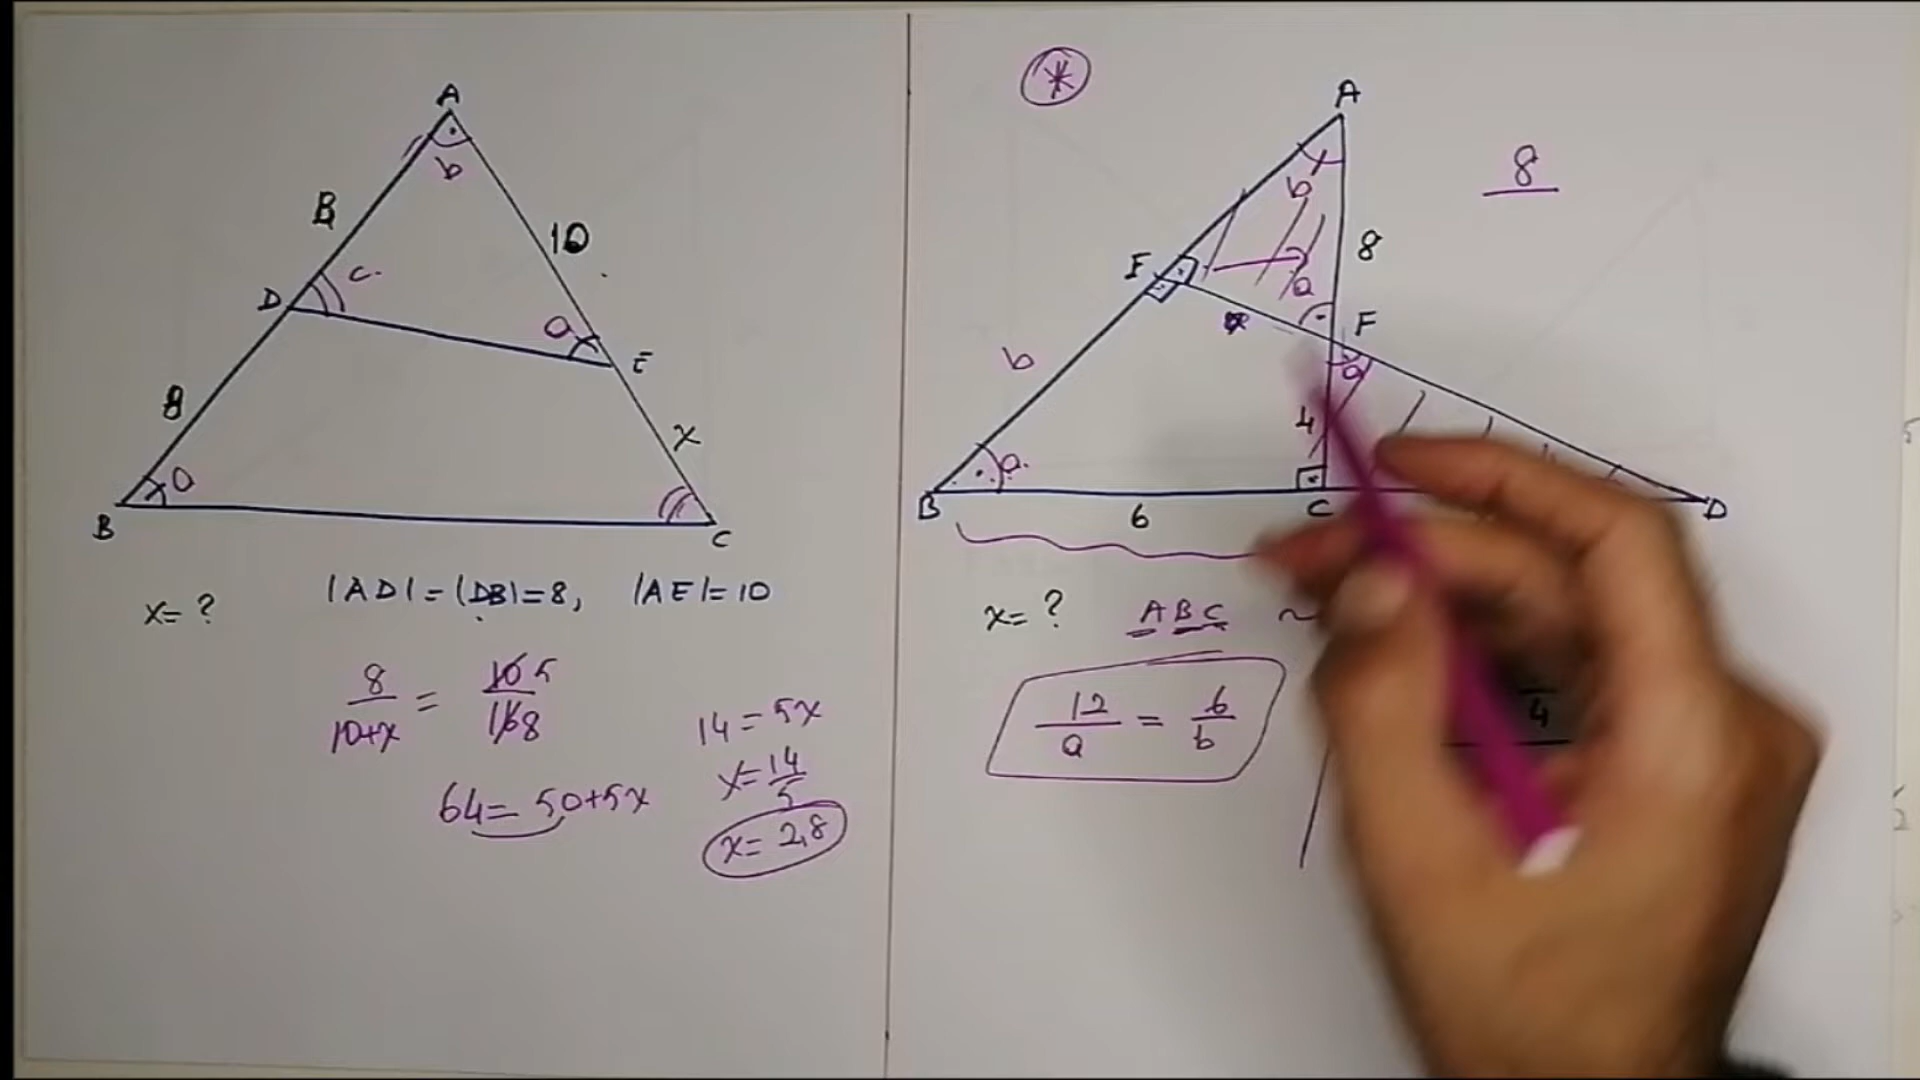 A
b
B
10
c.
D
a
E
8
x
a
B
C
x= ?
|AD| = |DB| = 8, |AE| = 10
8/10+x = 10 5/16 8
64 = 50+5x
14 = 5x
x = 14/5
x = 2,8
*
A
8
b
8
E
a
F
x
b
a
4
a.
B
6
C
D
x= ?
ABC ~
12/a = 6/b
4